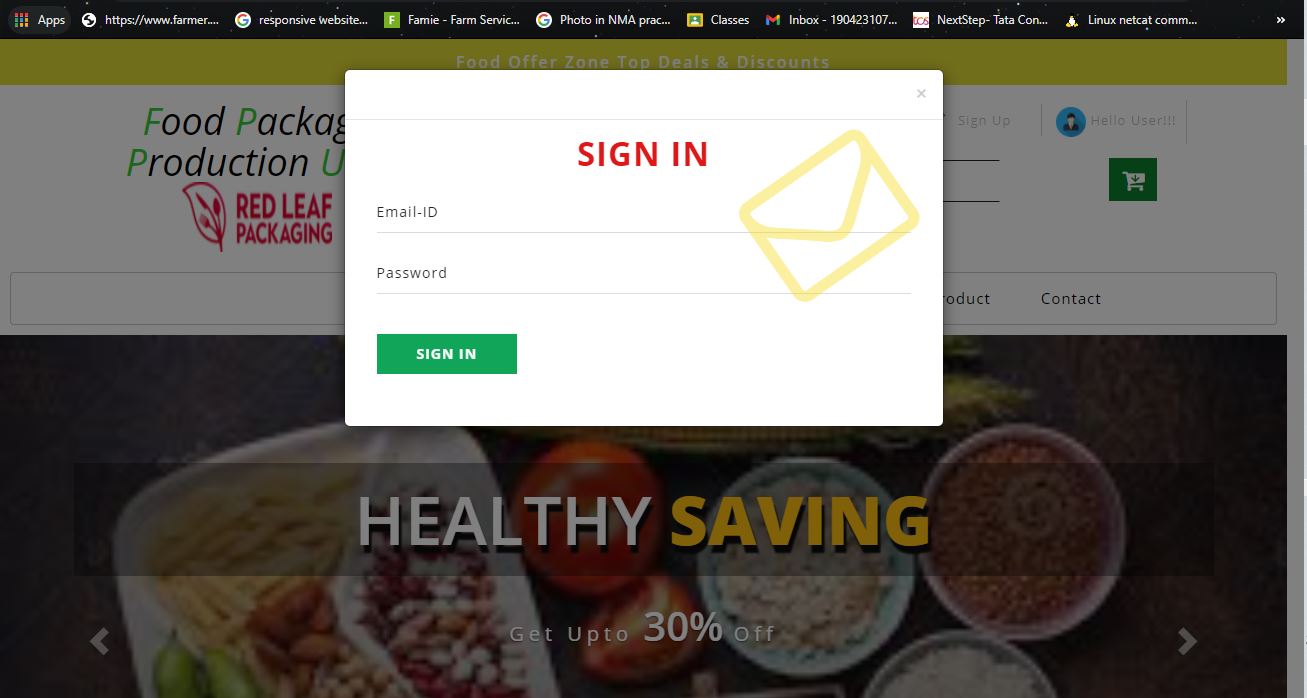 Apps https://www.farmer.... responsive website... Famie - Farm Servic... Photo in NMA prac... Classes Inbox - 190423107... NextStep- Tata Con... Linux netcat comm... »
Food Offer Zone Top Deals & Discounts
×
Food Packag
Production U
RED LEAF
PACKAGING
Sign Up Hello User!!!
SIGN IN
Email-ID
Password
SIGN IN
roduct Contact
HEALTHY SAVING
Get Upto 30% Off